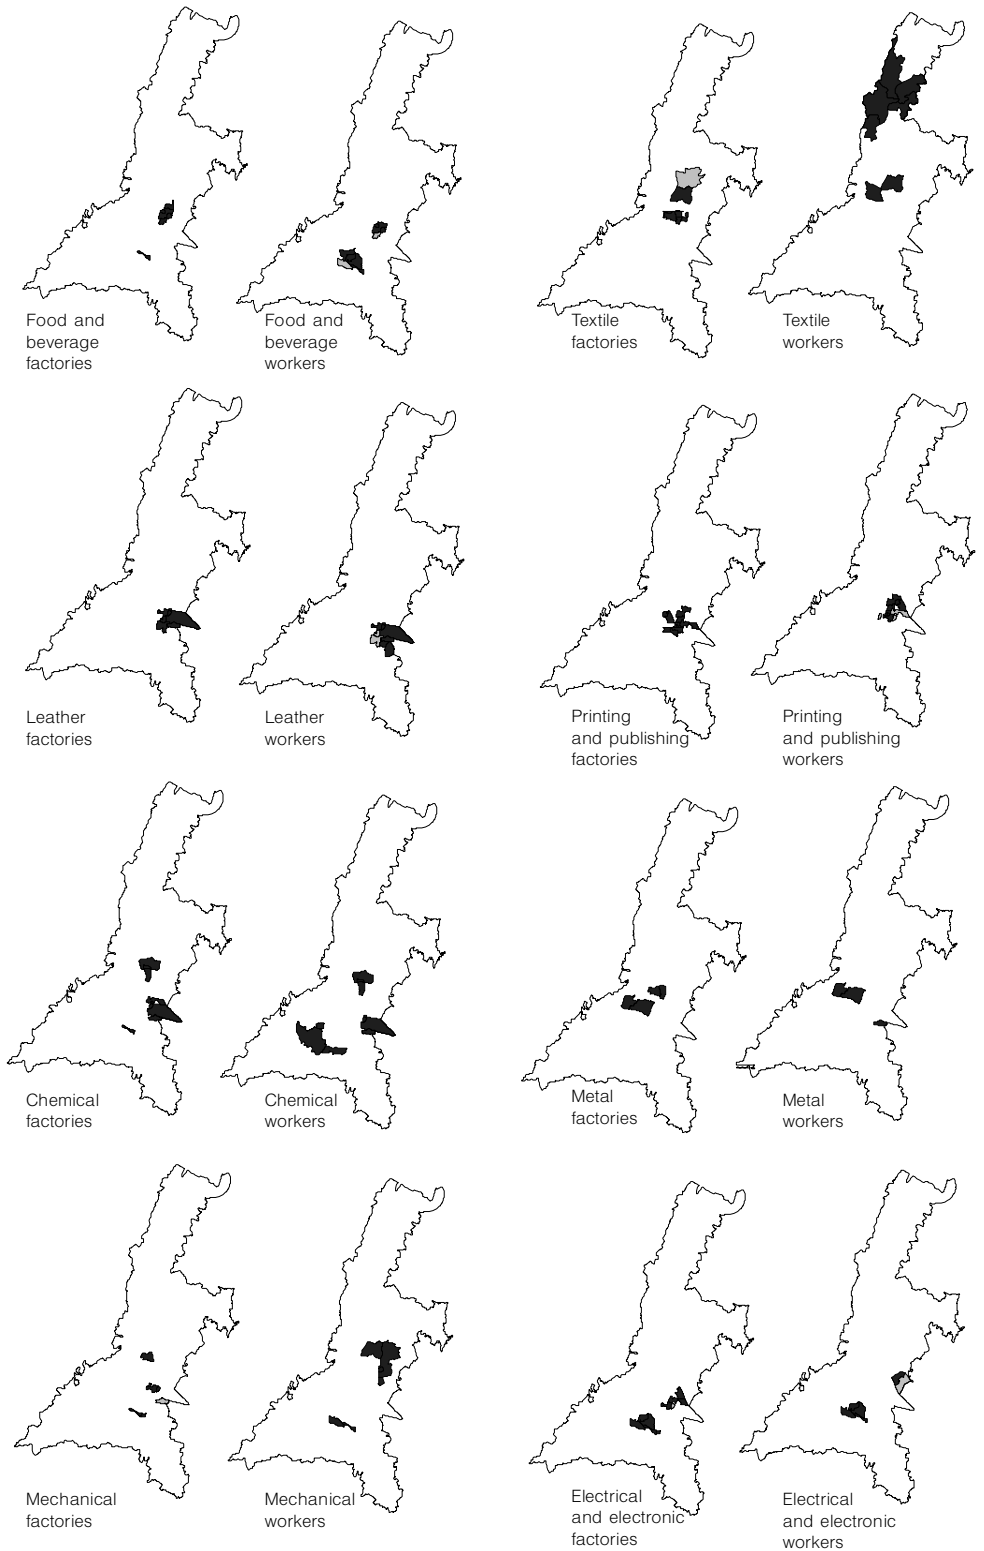 Food and
beverage
factories
Food and
beverage
workers
Textile
factories
Textile
workers
Leather
factories
Leather
workers
Printing
and publishing
factories
Printing
and publishing
workers
Chemical
factories
Chemical
workers
Metal
factories
Metal
workers
Mechanical
factories
Mechanical
workers
Electrical
and electronic
factories
Electrical
and electronic
workers